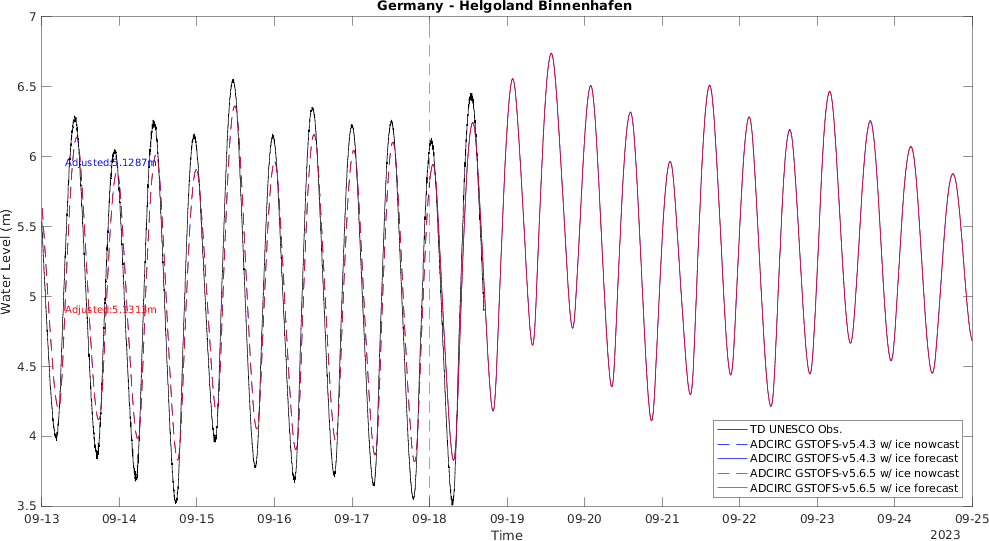 Germany - Helgoland Binnenhafen
7
6.5
6
5.5
5
4.5
4
3.5
Water Level (m)
Adjusted:5.1287m
Adjusted:5.1313m
TD UNESCO Obs.
ADCIRC GSTOFS-v5.4.3 w/ ice nowcast
ADCIRC GSTOFS-v5.4.3 w/ ice forecast
ADCIRC GSTOFS-v5.6.5 w/ ice nowcast
ADCIRC GSTOFS-v5.6.5 w/ ice forecast
09-13 09-14 09-15 09-16 09-17 09-18 09-19 09-20 09-21 09-22 09-23 09-24 09-25
Time
2023